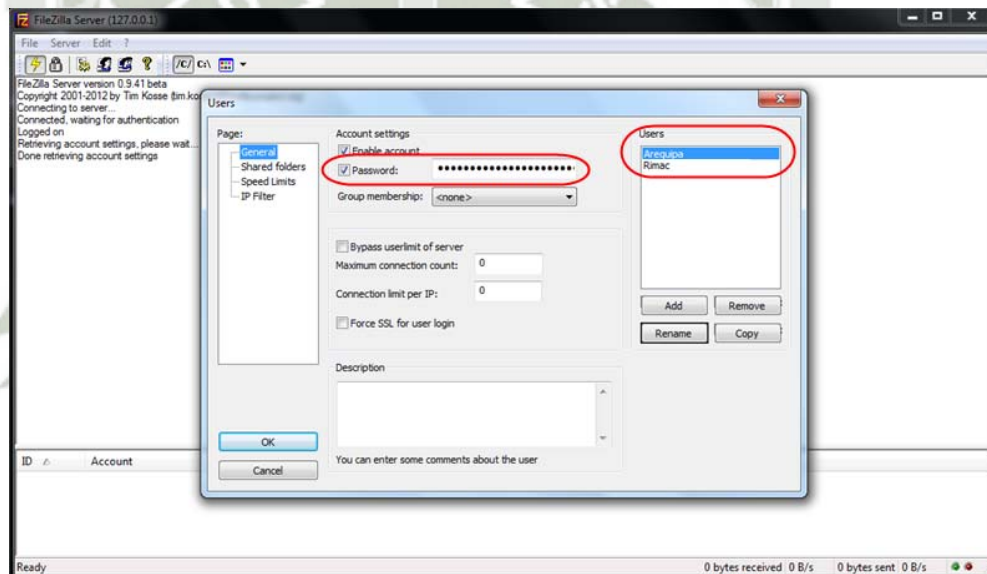 FileZilla Server (127.0.0.1)
File Server Edit ?
/C/ C:\
FileZilla Server version 0.9.41 beta
Copyright 2001-2012 by Tim Kosse (tim.ko
Connecting to server...
Connected, waiting for authentication
Logged on
Retrieving account settings, please wait...
Done retrieving account settings
Users
Page:
General
Shared folders
Speed Limits
IP Filter
Account settings
Enable account
Password: ••••••••••••••••••••••
Group membership: <none>
Bypass userlimit of server
Maximum connection count: 0
Connection limit per IP: 0
Force SSL for user login
Description
You can enter some comments about the user
Users
Arequipa
Rimac
Add Remove
Rename Copy
OK
Cancel
ID Account
Ready 0 bytes received 0 B/s 0 bytes sent 0 B/s